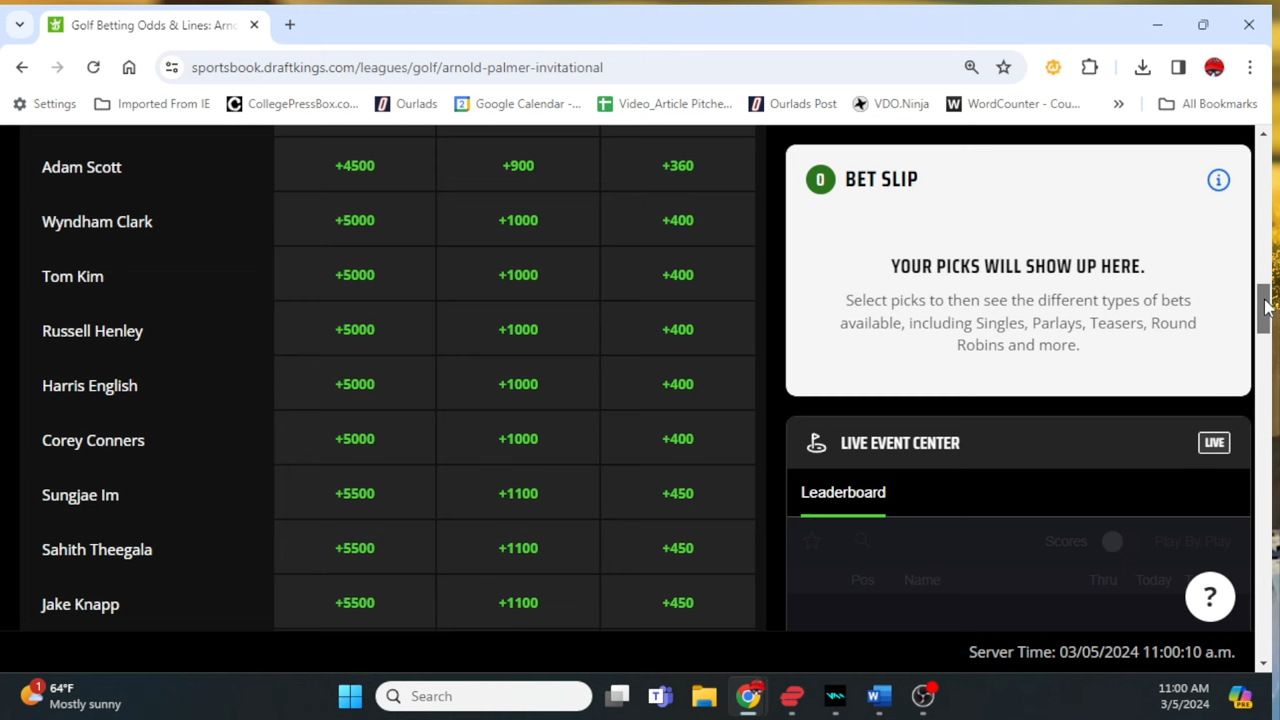 Golf Betting Odds & Lines: Arno
sportsbook.draftkings.com/leagues/golf/arnold-palmer-invitational
Settings Imported From IE CollegePressBox.co... Ourlads Google Calendar -... Video_Article Pitche... Ourlads Post VDO.Ninja WordCounter - Cou... » All Bookmarks
Adam Scott +4500 +900 +360
Wyndham Clark +5000 +1000 +400
Tom Kim +5000 +1000 +400
Russell Henley +5000 +1000 +400
Harris English +5000 +1000 +400
Corey Conners +5000 +1000 +400
Sungjae Im +5500 +1100 +450
Sahith Theegala +5500 +1100 +450
Jake Knapp +5500 +1100 +450
0 BET SLIP
YOUR PICKS WILL SHOW UP HERE.
Select picks to then see the different types of bets
available, including Singles, Parlays, Teasers, Round
Robins and more.
LIVE EVENT CENTER LIVE
Leaderboard
Scores Play By Play
Pos Name Thru Today
?
Server Time: 03/05/2024 11:00:10 a.m.
1 64°F
Mostly sunny
Search
11:00 AM
3/5/2024